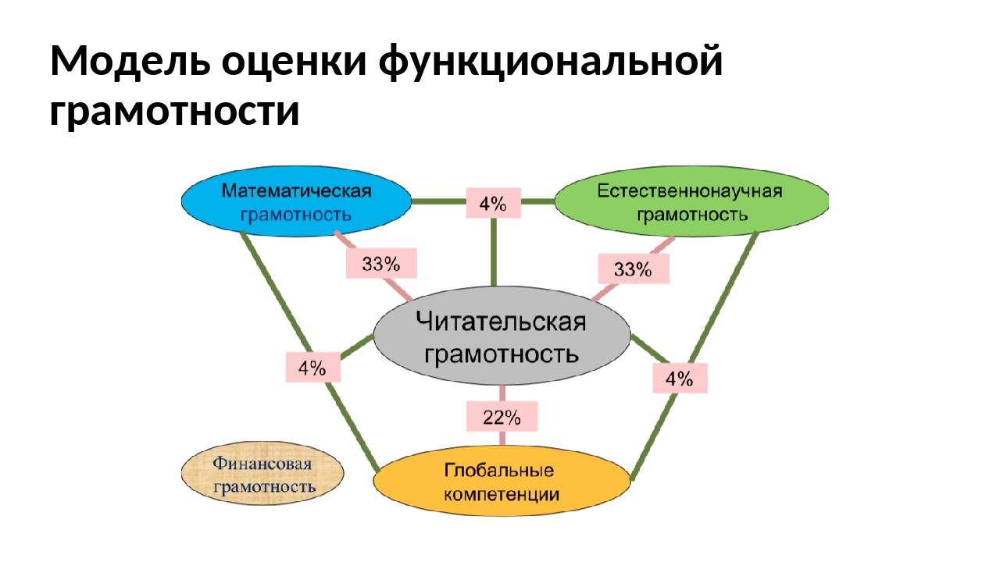 Модель оценки функциональной
грамотности
Математическая
грамотность
4%
Естественнонаучная
грамотность
33%
33%
Читательская
грамотность
4%
4%
22%
Финансовая
грамотность
Глобальные
компетенции